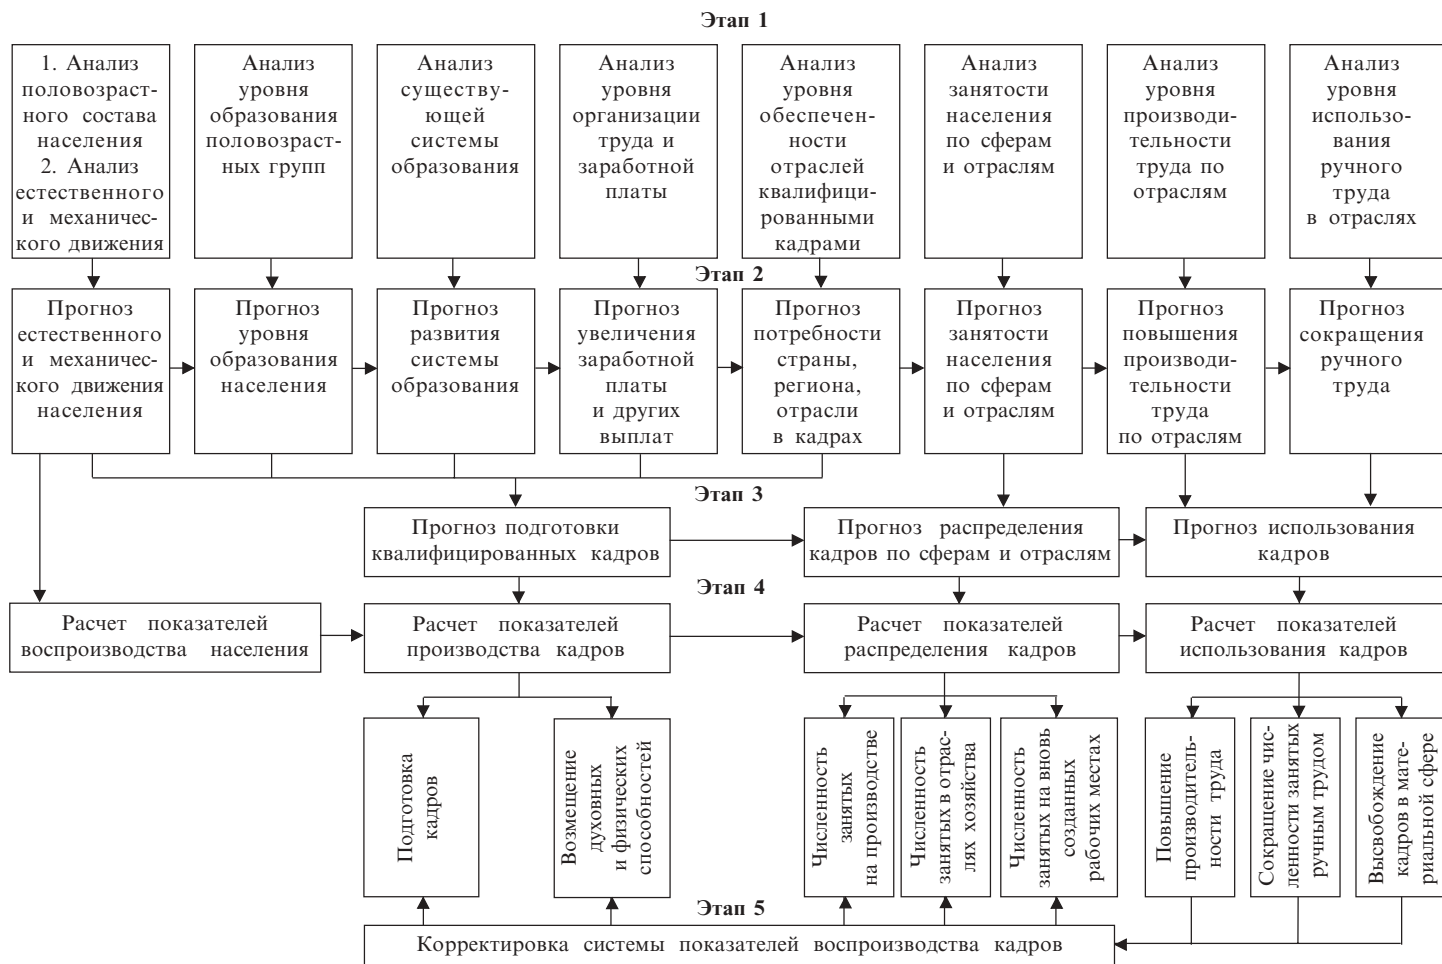 Этап 1
1. Анализ
половозраст-
ного состава
населения
2. Анализ
естественного
и механичес-
кого движения
Анализ
уровня
образования
половозраст-
ных групп
Анализ
существу-
ющей
системы
образования
Анализ
уровня
организации
труда и
заработной
платы
Анализ
уровня
обеспечен-
ности
отраслей
квалифици-
рованными
кадрами
Анализ
занятости
населения
по сферам
и отраслям
Анализ
уровня
производи-
тельности
труда по
отраслям
Анализ
уровня
использо-
вания
ручного
труда
в отраслях
Этап 2
Прогноз
естественного
и механичес-
кого движения
населения
Прогноз
уровня
образования
населения
Прогноз
развития
системы
образования
Прогноз
увеличения
заработной
платы
и других
выплат
Прогноз
потребности
страны,
региона,
отрасли
в кадрах
Прогноз
занятости
населения
по сферам
и отраслям
Прогноз
повышения
производи-
тельности
труда
по отраслям
Прогноз
сокращения
ручного
труда
Этап 3
Прогноз подготовки
квалифицированных кадров
Прогноз распределения
кадров по сферам и отраслям
Прогноз использования
кадров
Этап 4
Расчет показателей
воспроизводства населения
Расчет показателей
производства кадров
Расчет показателей
распределения кадров
Расчет показателей
использования кадров
Подготовка
кадров
Возмещение
духовных
и физических
способностей
Численность
занятых
на производстве
Численность
занятых в отрас-
лях хозяйства
Численность
занятых на вновь
созданных
рабочих местах
Повышение
производитель-
ности труда
Сокращение чис-
ленности занятых
ручным трудом
Высвобождение
кадров в мате-
риальной сфере
Этап 5
Корректировка системы показателей воспроизводства кадров